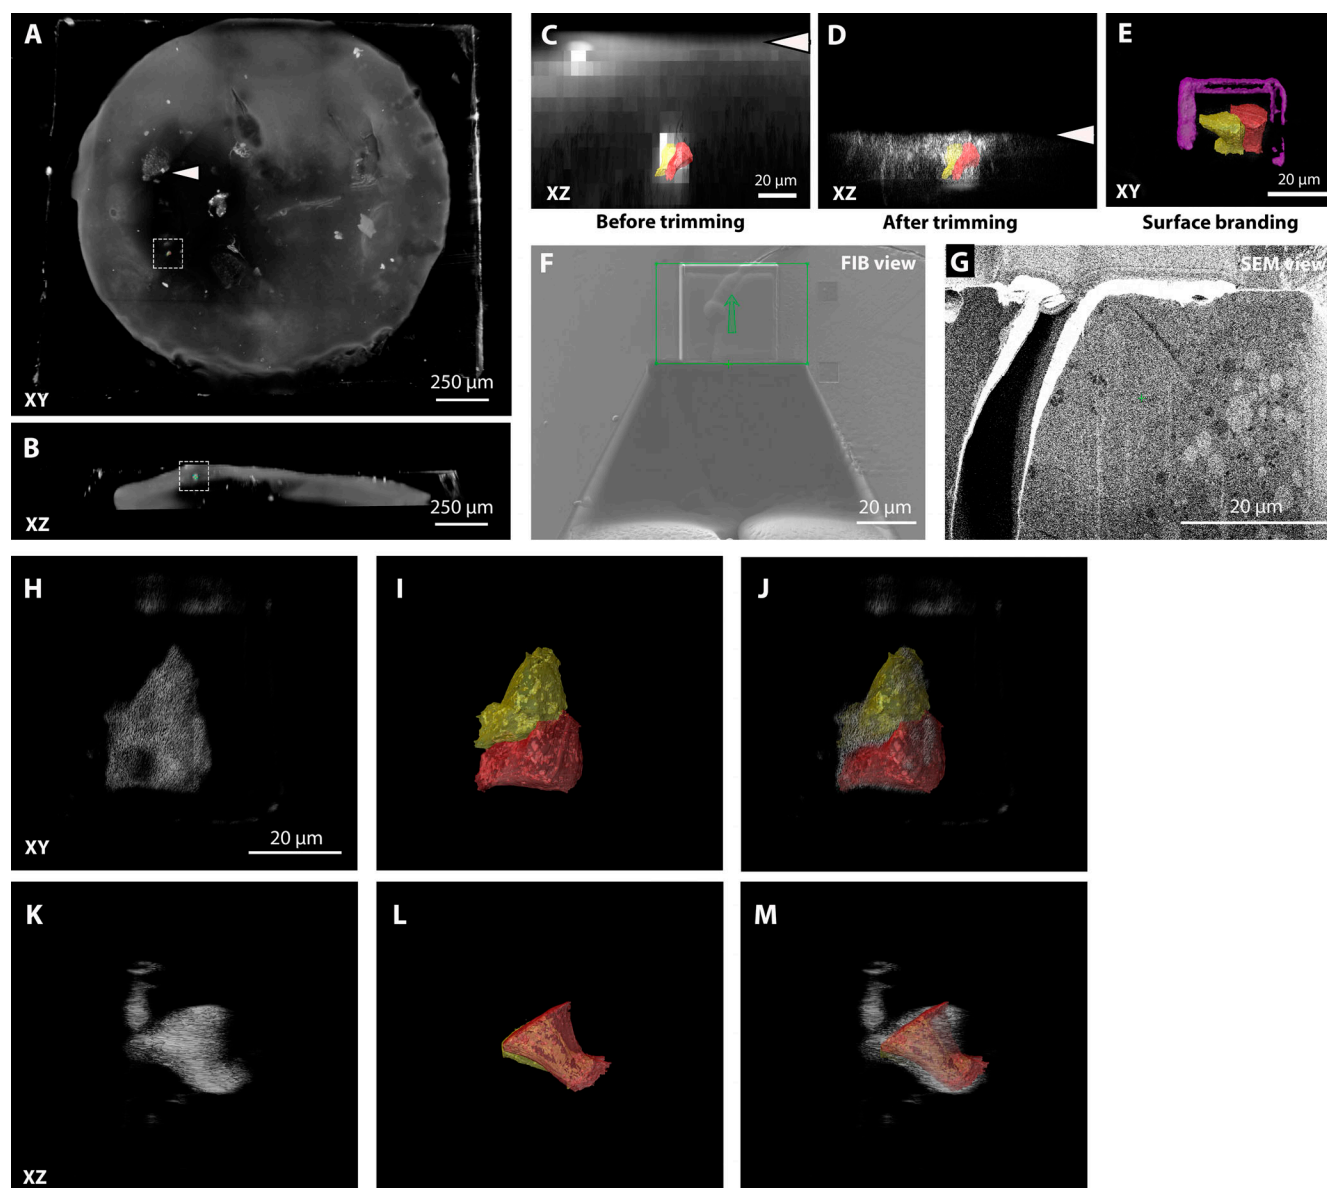 A
XY
250 µm
B
XZ
250 µm
C
XZ
20 µm
Before trimming
D
XZ
After trimming
E
XY
20 µm
Surface branding
F
FIB view
20 µm
G
SEM view
20 µm
H
XY
20 µm
I
J
K
XZ
L
M